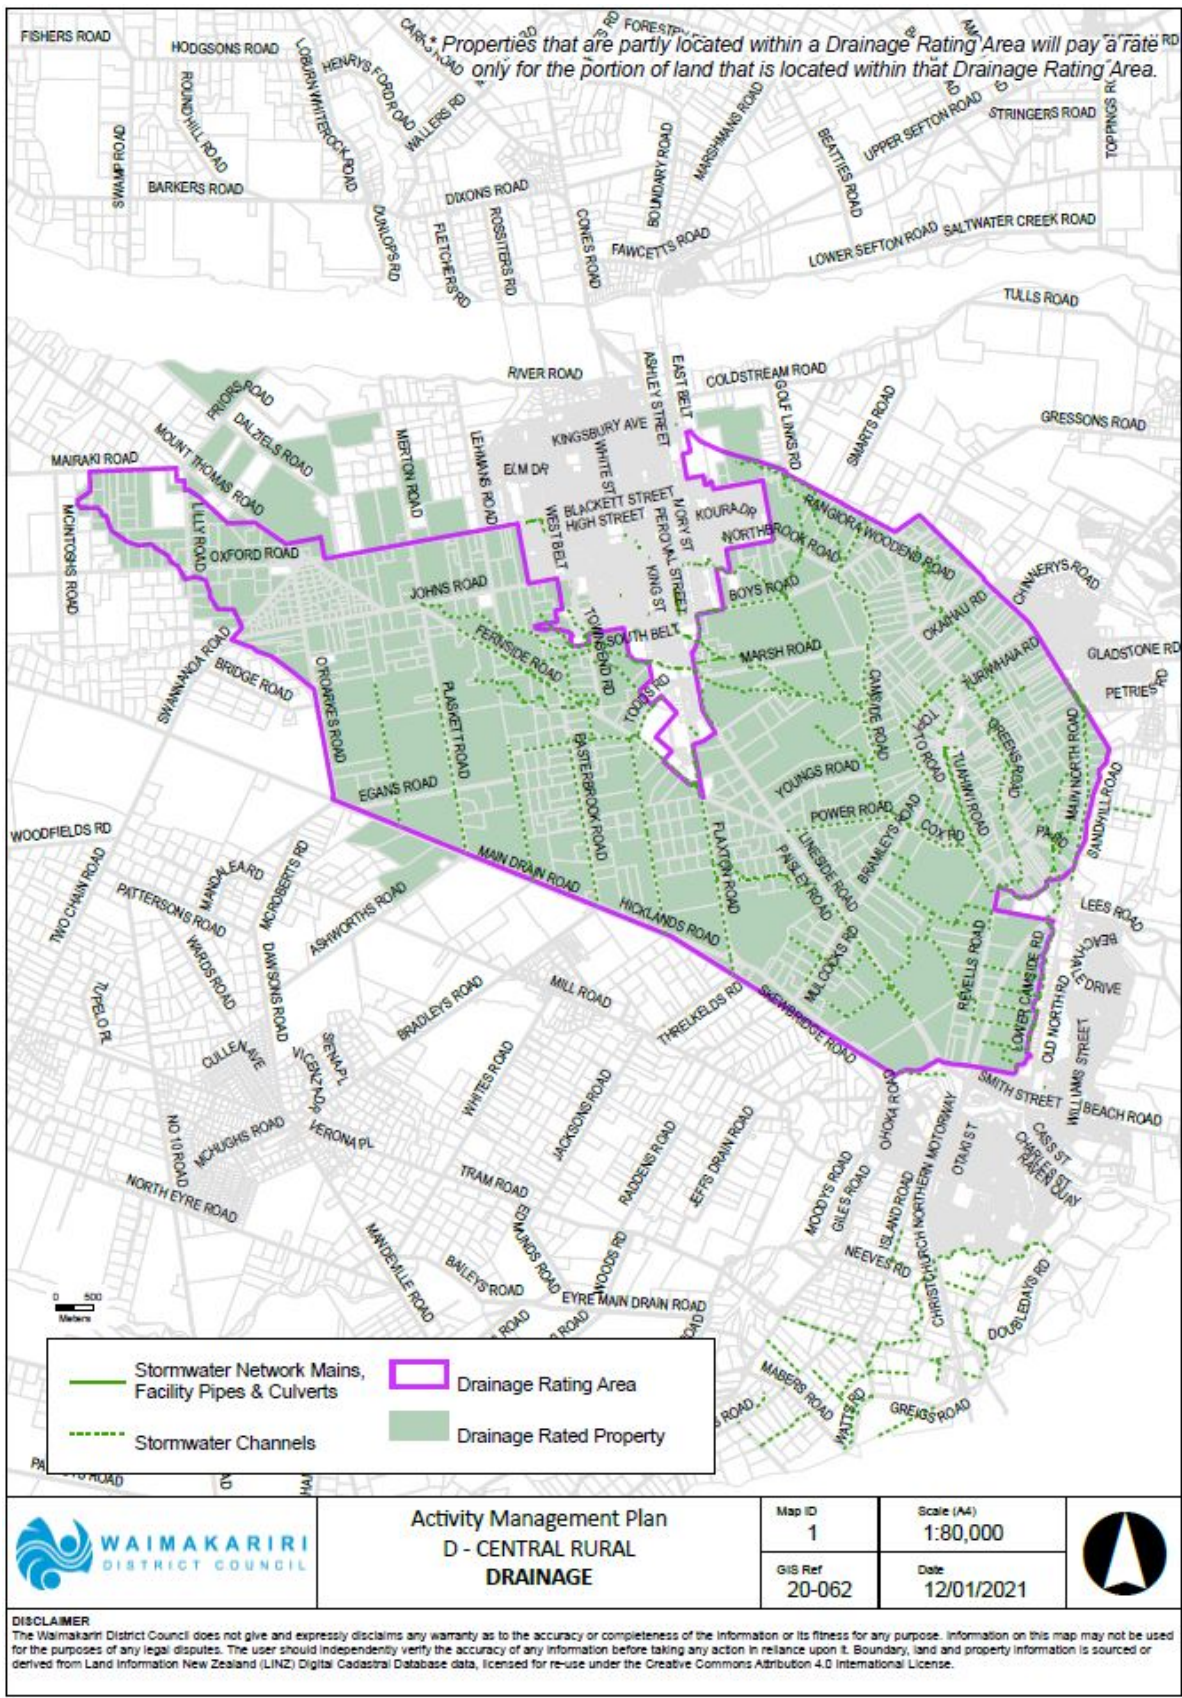 FISHERS ROAD
HODGSONS ROAD
LOBURN WHITEROCK ROAD
HENRYS FORD ROAD
WALLERS RD
* Properties that are partly located within a Drainage Rating Area will pay a rate
only for the portion of land that is located within that Drainage Rating Area.
ROUND HILL ROAD
SWAMP ROAD
BARKERS ROAD
DUNLOPS RD
FLETCHERS RD
DIXONS ROAD
ROSSITERS RD
CONES ROAD
BOUNDARY ROAD
MARSHMANS ROAD
FAWCETTS ROAD
BEATTIES ROAD
UPPER SEFTON ROAD
STRINGERS ROAD
LOWER SEFTON ROAD
SALTWATER CREEK ROAD
TULLS ROAD
RIVER ROAD
ASHLEY STREET
EAST BELT
COLDSTREAM ROAD
GOLF LINKS RD
SMARTS ROAD
GRESSONS ROAD
PRIORS ROAD
DALZIELS ROAD
MOUNT THOMAS ROAD
MAIRAKI ROAD
MERTON ROAD
LEHMANS ROAD
KINGSBURY AVE
WHITE ST
ELM DR
BLACKETT STREET
HIGH STREET
WEST BELT
PERCIVAL STREET
IVORY ST
KOURA DR
KING ST
NORTHBROOK ROAD
RANGIORA WOODEND ROAD
CHINNERYS ROAD
MCINTOSHS ROAD
LILLY ROAD
OXFORD ROAD
JOHNS ROAD
FERNSIDE ROAD
TOWNSEND RD
SOUTH BELT
BOYS ROAD
MARSH ROAD
OKAIHAU RD
TURIWHAIA RD
GLADSTONE RD
PETRIES RD
SWANNANOA ROAD
BRIDGE ROAD
O'ROARKES ROAD
PLASKETT ROAD
EASTERBROOK ROAD
TODDS RD
CAMSIDE ROAD
TOPITO ROAD
TUAHIWI ROAD
GREENS ROAD
MAIN NORTH ROAD
SANDHILL ROAD
EGANS ROAD
YOUNGS ROAD
POWER ROAD
COX RD
PA RD
FLAXTON ROAD
LINESIDE ROAD
PAISLEY ROAD
BRAMLEYS ROAD
WOODFIELDS RD
MAIN DRAIN ROAD
HICKLANDS ROAD
MULCOCKS RD
SKEWBRIDGE ROAD
REVELLS ROAD
LOWER CAMSIDE RD
LEES ROAD
BEACHVALE DRIVE
OLD NORTH RD
WILLIAMS STREET
TWO CHAIN ROAD
PATTERSONS ROAD
MANDALEA RD
MCROBERTS RD
WARDS ROAD
DAWSONS ROAD
ASHWORTHS ROAD
TUPELO PL
CULLEN AVE
VICENZA DR
SIENA PL
VERONA PL
BRADLEYS ROAD
MILL ROAD
THRELKELDS RD
WHITES ROAD
JACKSONS ROAD
RADDENS ROAD
JEFFS DRAIN ROAD
OHOKA ROAD
SMITH STREET
BEACH ROAD
CASS ST
CHARLES ST
RAVEN QUAY
OTAKI ST
NO 10 ROAD
MCHUGHS ROAD
NORTH EYRE ROAD
TRAM ROAD
EDMUNDS ROAD
MANDEVILLE ROAD
BAILEYS ROAD
WOODS RD
EYRE MAIN DRAIN ROAD
MOODYS ROAD
GILES ROAD
ISLAND ROAD
CHRISTCHURCH NORTHERN MOTORWAY
NEEVES RD
DOUBLEDAYS RD
MABERS ROAD
WATTS RD
GREIGS ROAD
0 500
Meters
Stormwater Network Mains,
Facility Pipes & Culverts
Drainage Rating Area
Stormwater Channels
Drainage Rated Property
WAIMAKARIRI
DISTRICT COUNCIL
Activity Management Plan
D - CENTRAL RURAL
DRAINAGE
Map ID
1
Scale (A4)
1:80,000
GIS Ref
20-062
Date
12/01/2021
DISCLAIMER
The Waimakariri District Council does not give and expressly disclaims any warranty as to the accuracy or completeness of the information or its fitness for any purpose. Information on this map may not be used
for the purposes of any legal disputes. The user should independently verify the accuracy of any information before taking any action in reliance upon it. Boundary, land and property information is sourced or
derived from Land Information New Zealand (LINZ) Digital Cadastral Database data, licensed for re-use under the Creative Commons Attribution 4.0 International License.